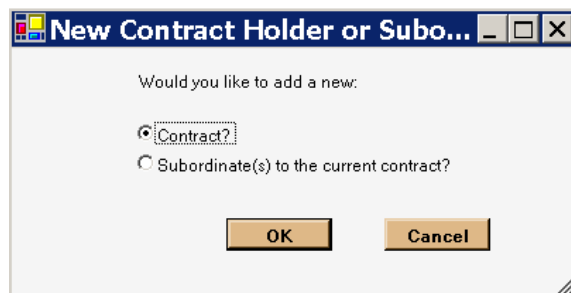 New Contract Holder or Subo...
Would you like to add a new:
Contract?
Subordinate(s) to the current contract?
OK Cancel